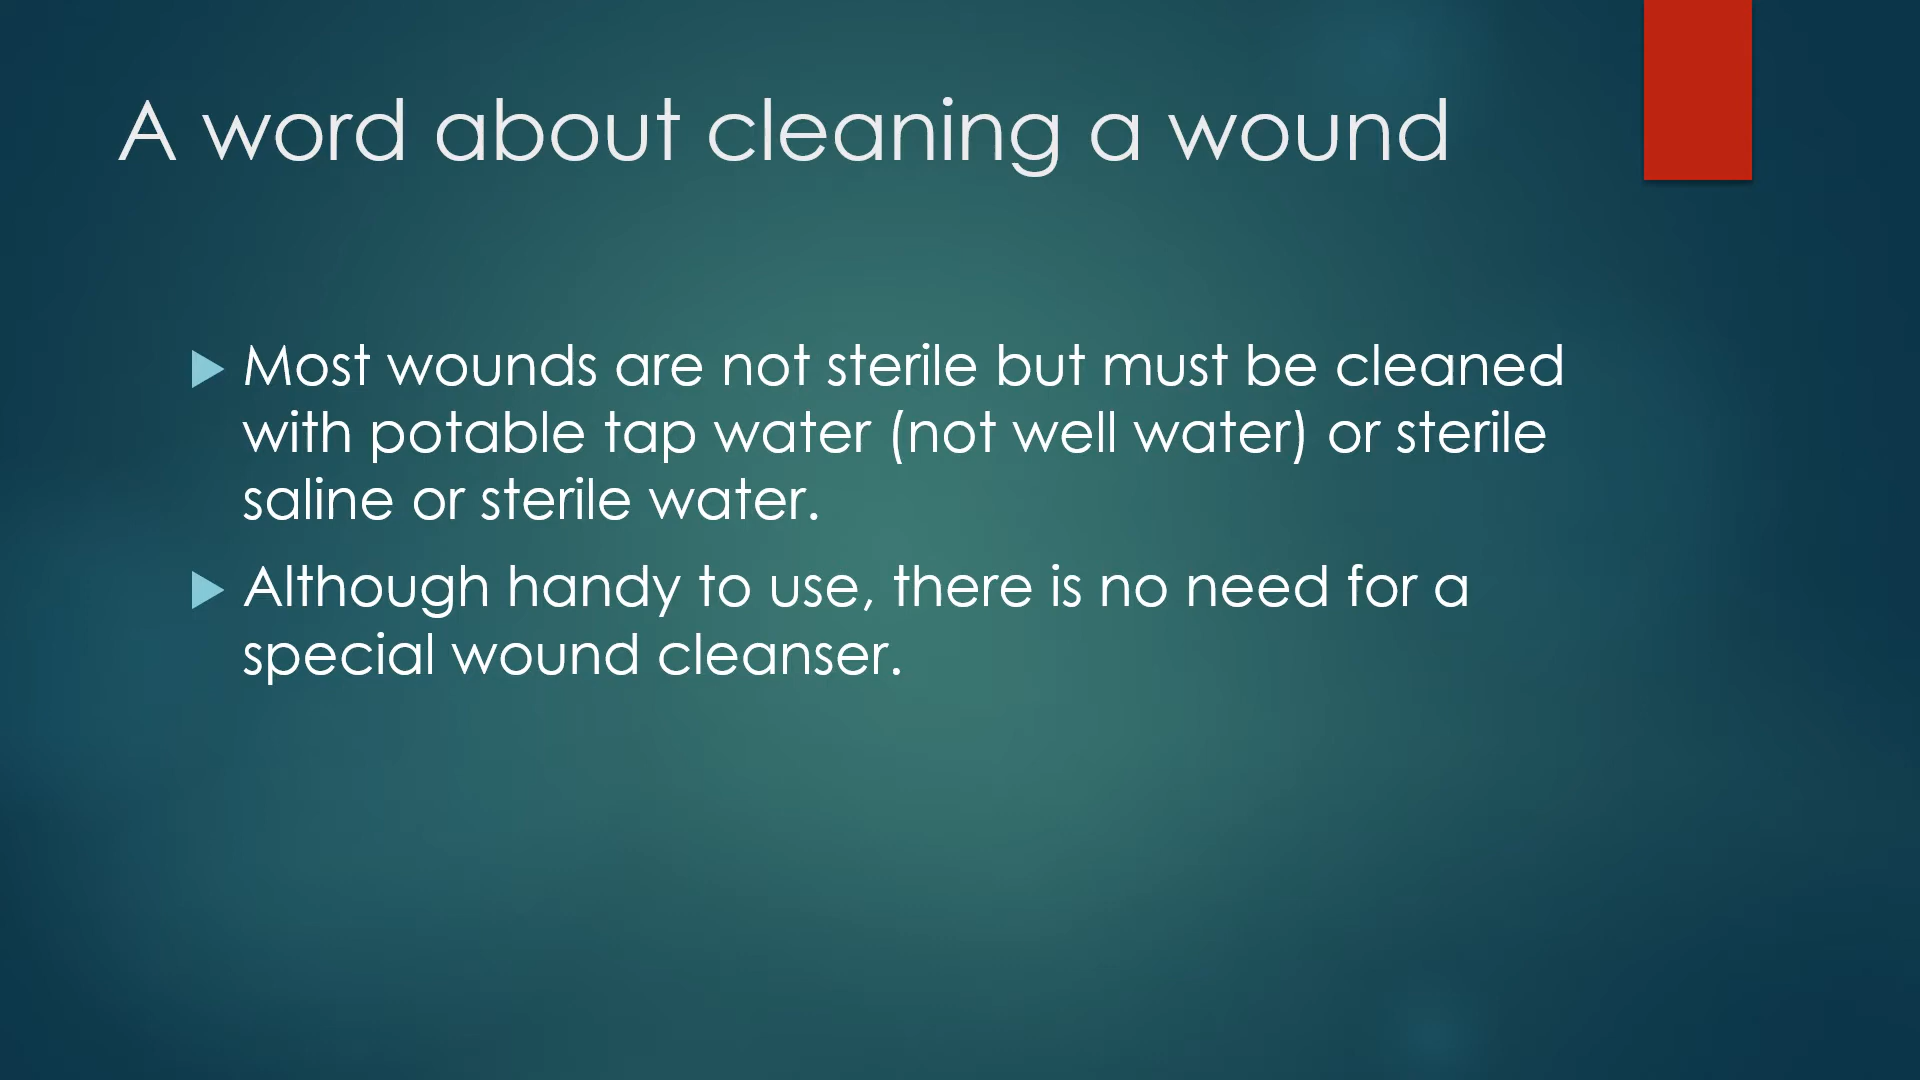 A word about cleaning a wound
Most wounds are not sterile but must be cleaned
with potable tap water (not well water) or sterile
saline or sterile water.
Although handy to use, there is no need for a
special wound cleanser.